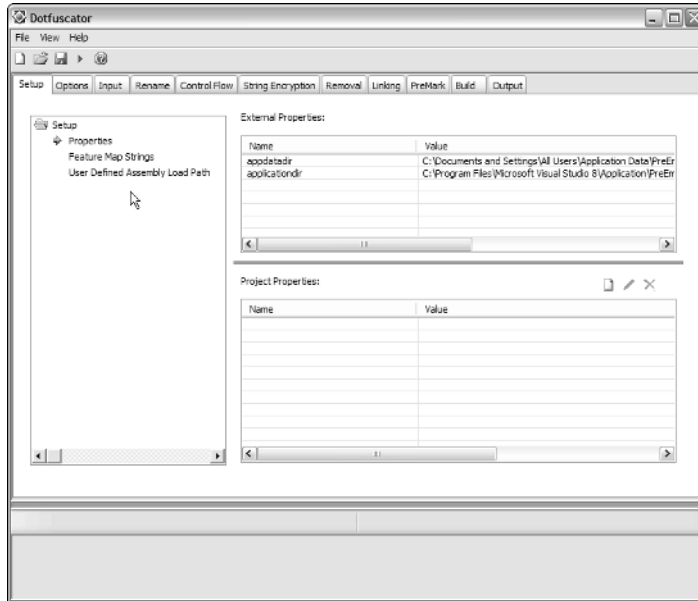 Dotfuscator
File View Help
Setup Options Input Rename Control Flow String Encryption Removal Linking PreMark Build Output
Setup
Properties
Feature Map Strings
User Defined Assembly Load Path
External Properties:
Name Value
appdatadir C:\Documents and Settings\All Users\Application Data\PreEr
applicationdir C:\Program Files\Microsoft Visual Studio 8\Application\PreEm
Project Properties:
Name Value